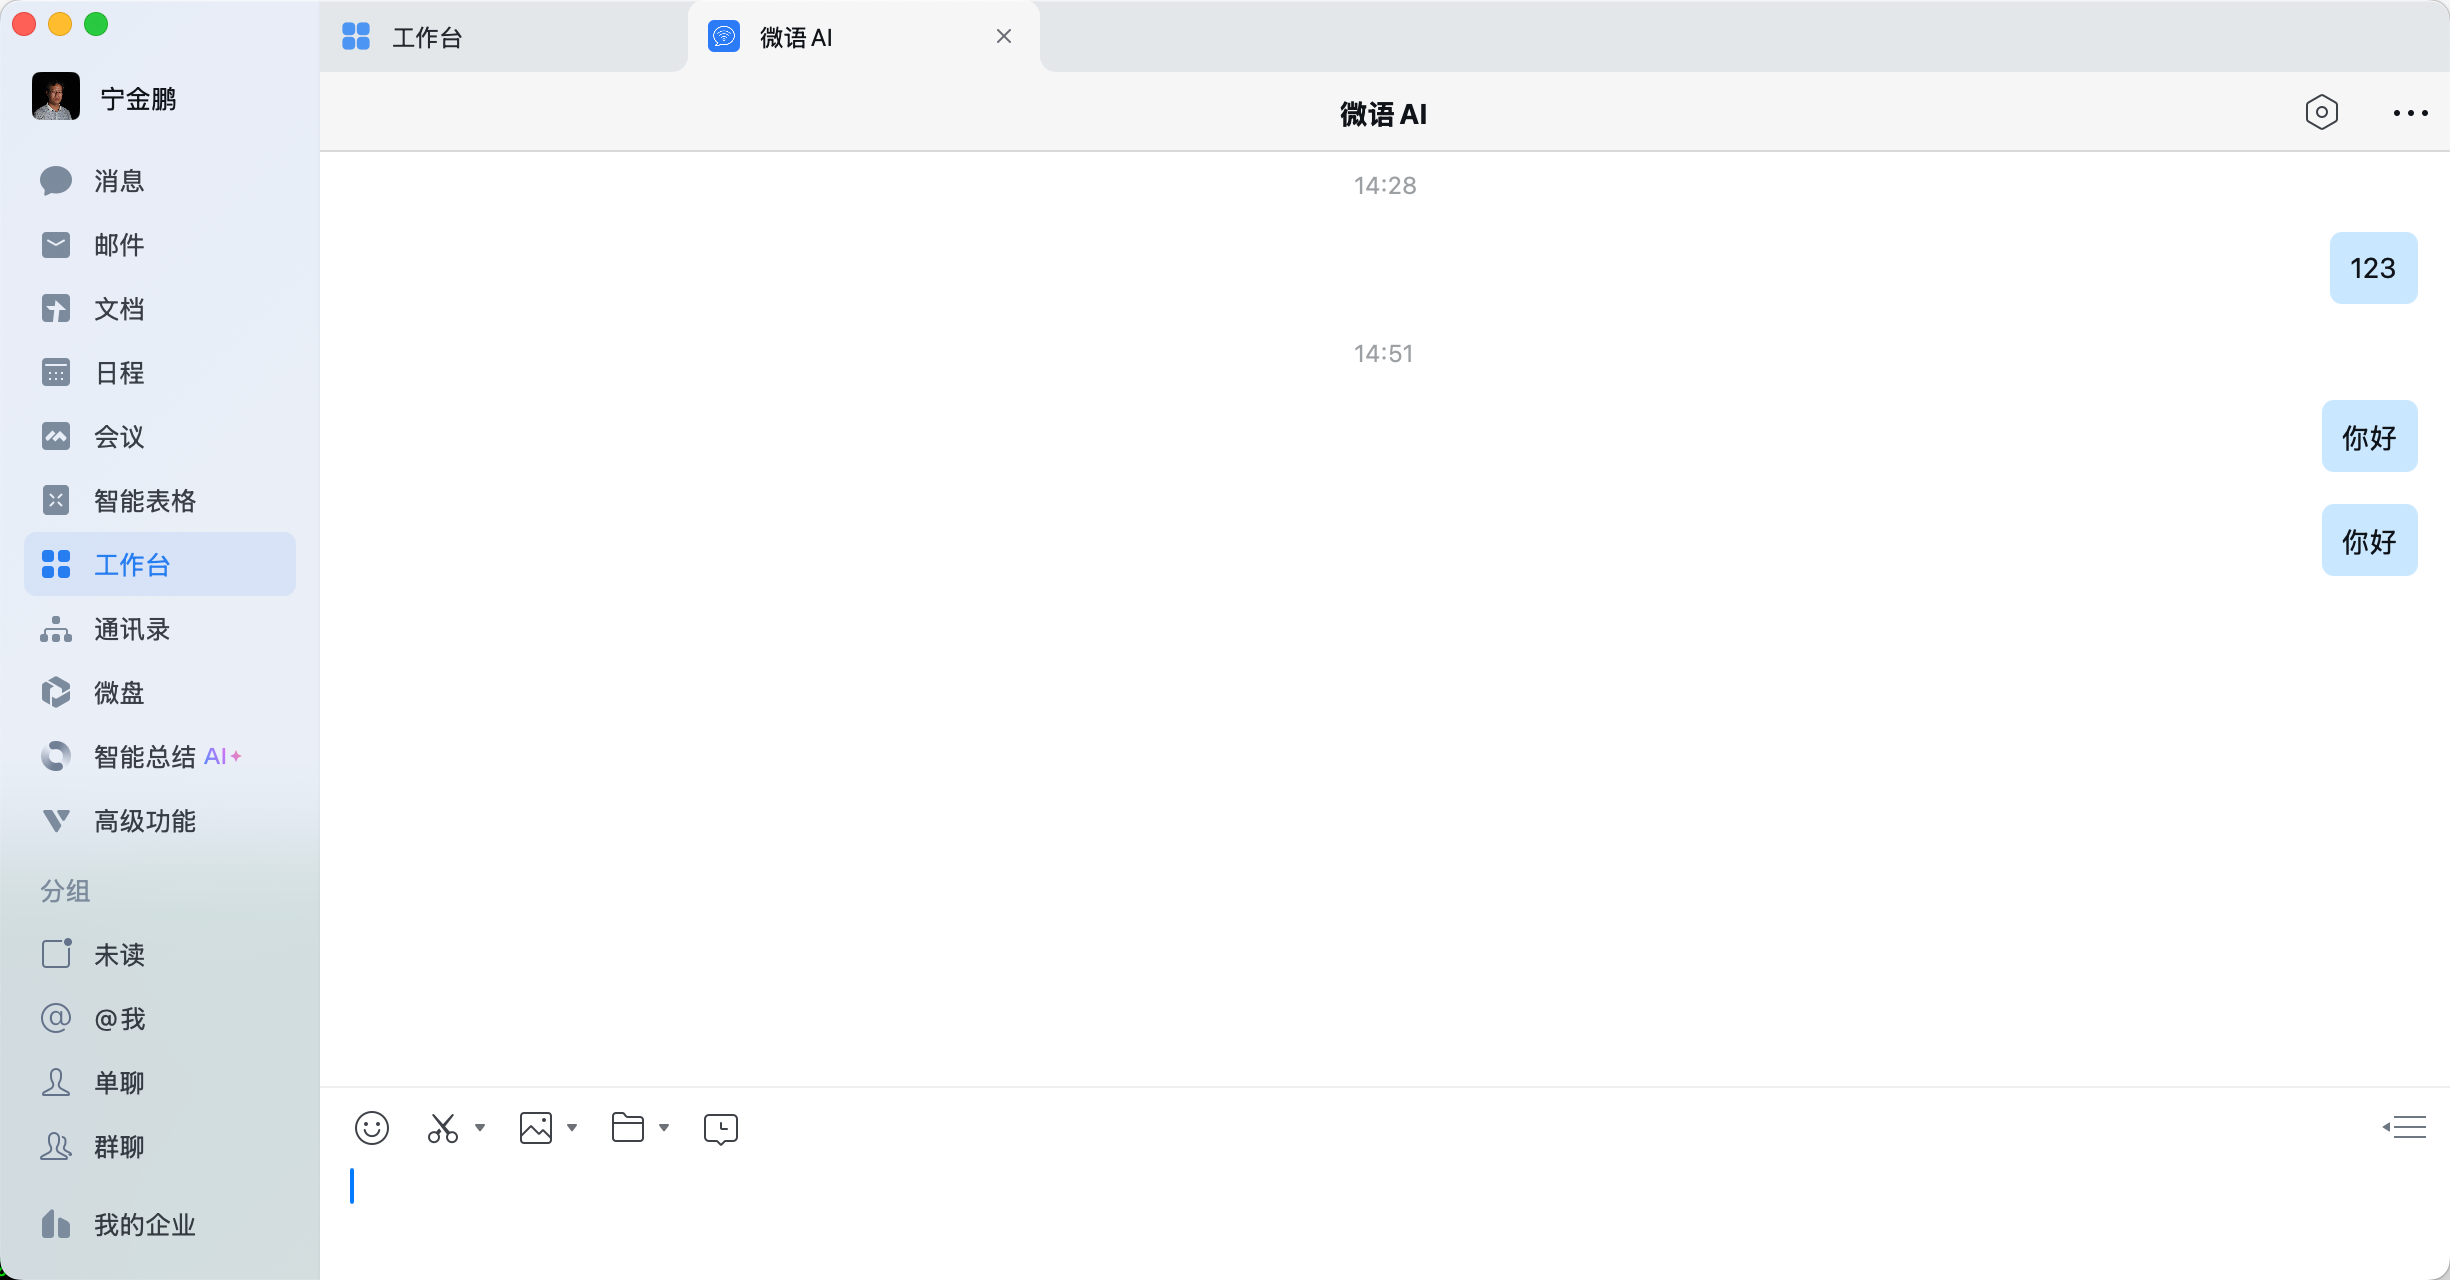 工作台
微语 AI
宁金鹏
消息
邮件
文档
日程
会议
智能表格
工作台
通讯录
微盘
智能总结 AI
高级功能
分组
未读
@我
单聊
群聊
我的企业
微语 AI
14:28
123
14:51
你好
你好